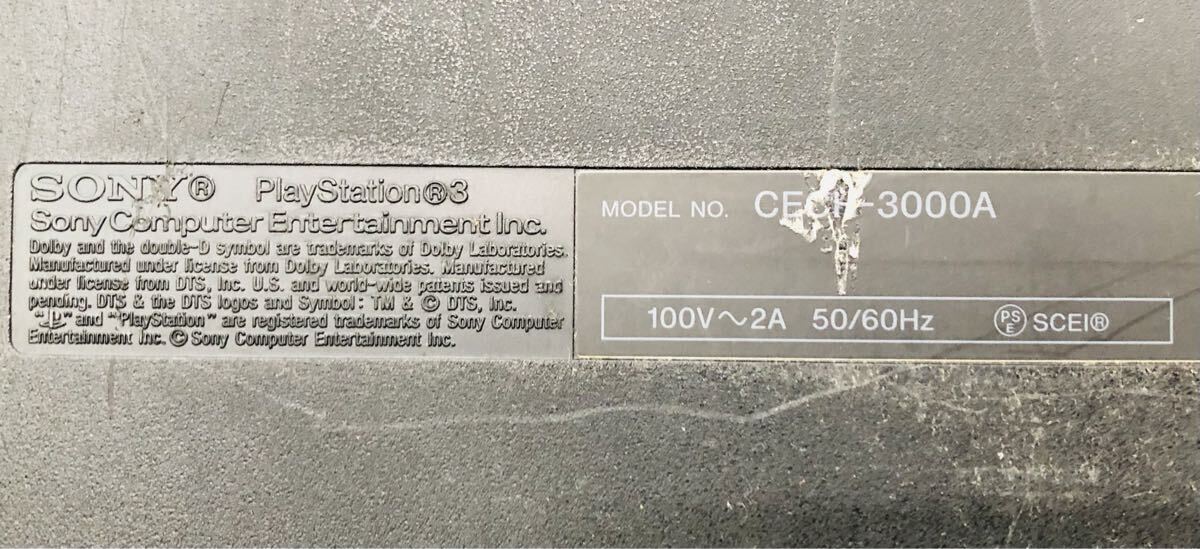 SONY® PlayStation®3
Sony Computer Entertainment Inc.
Dolby and the double-D symbol are trademarks of Dolby Laboratories.
Manufactured under license from Dolby Laboratories. Manufactured
under license from DTS, Inc. U.S. and world-wide patents issued and
pending. DTS & the DTS logos and Symbol: TM & © DTS, Inc.
" " and "PlayStation" are registered trademarks of Sony Computer
Entertainment Inc. © Sony Computer Entertainment Inc.
MODEL NO. CECH-3000A
100V～2A 50/60Hz PSE SCEI®